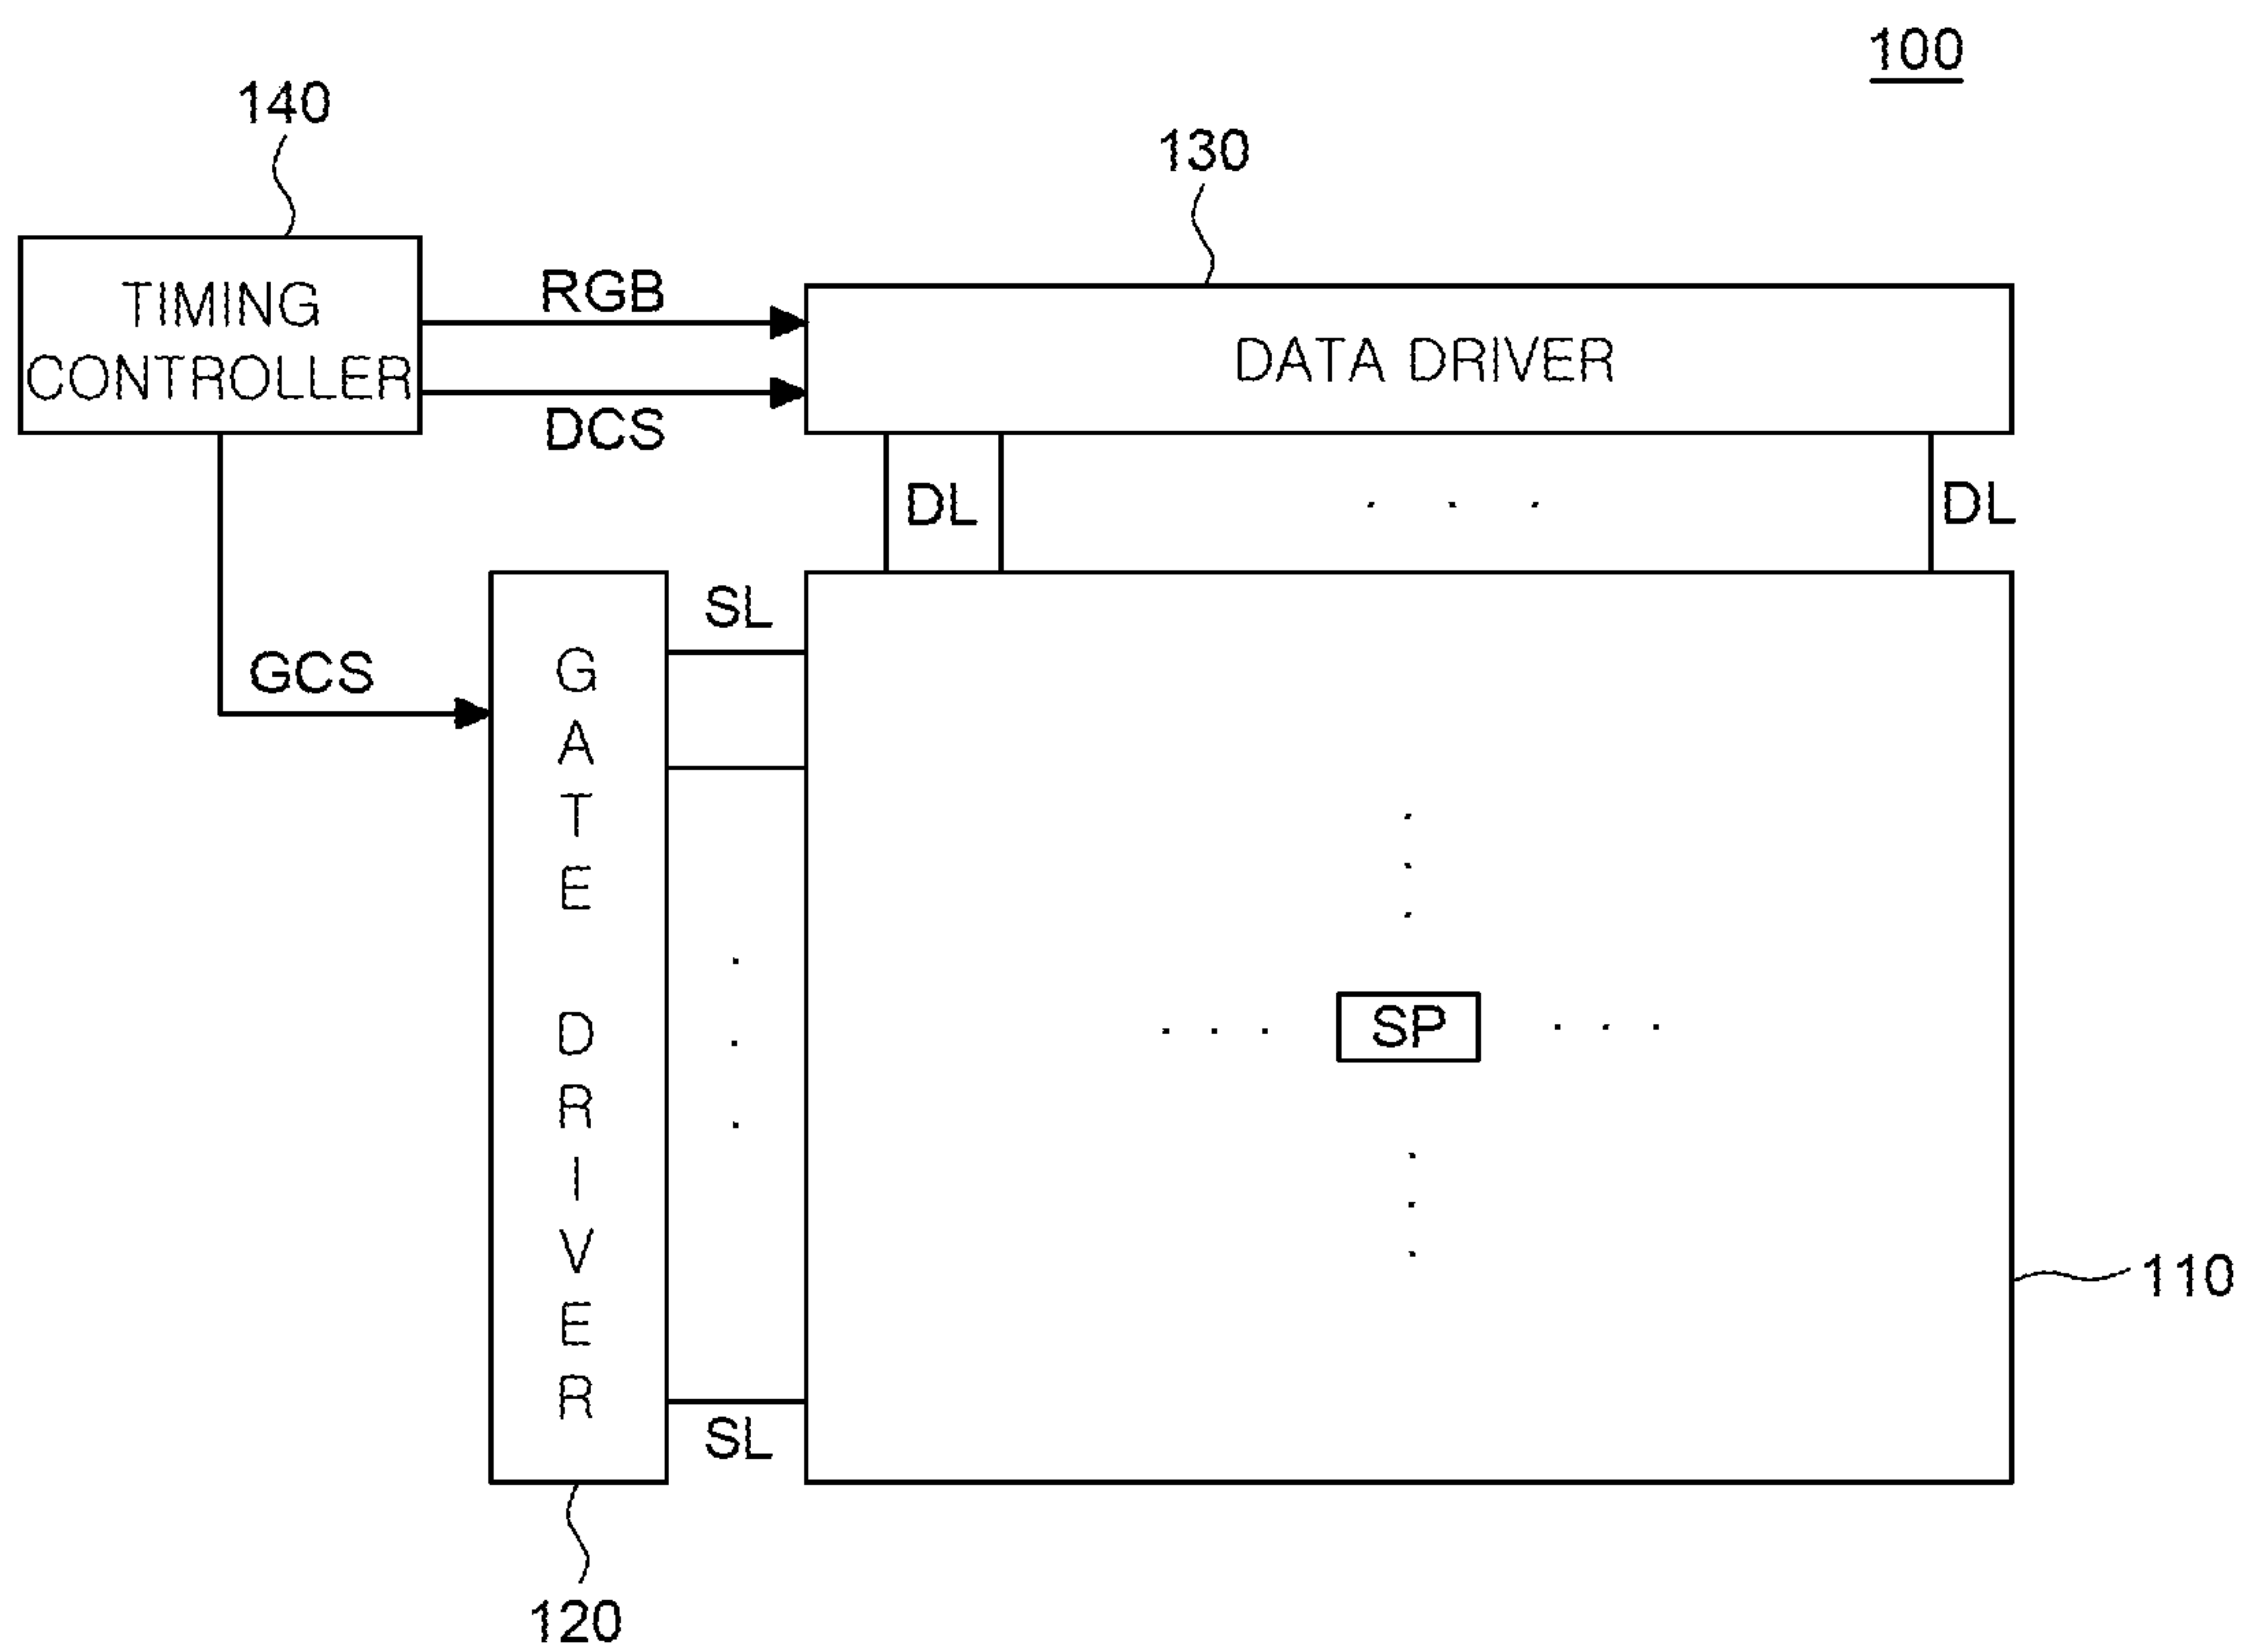 100
140
130
TIMING
CONTROLLER
RGB
DCS
DATA DRIVER
DL
DL
SL
GCS
GATE DRIVER
SP
110
SL
120